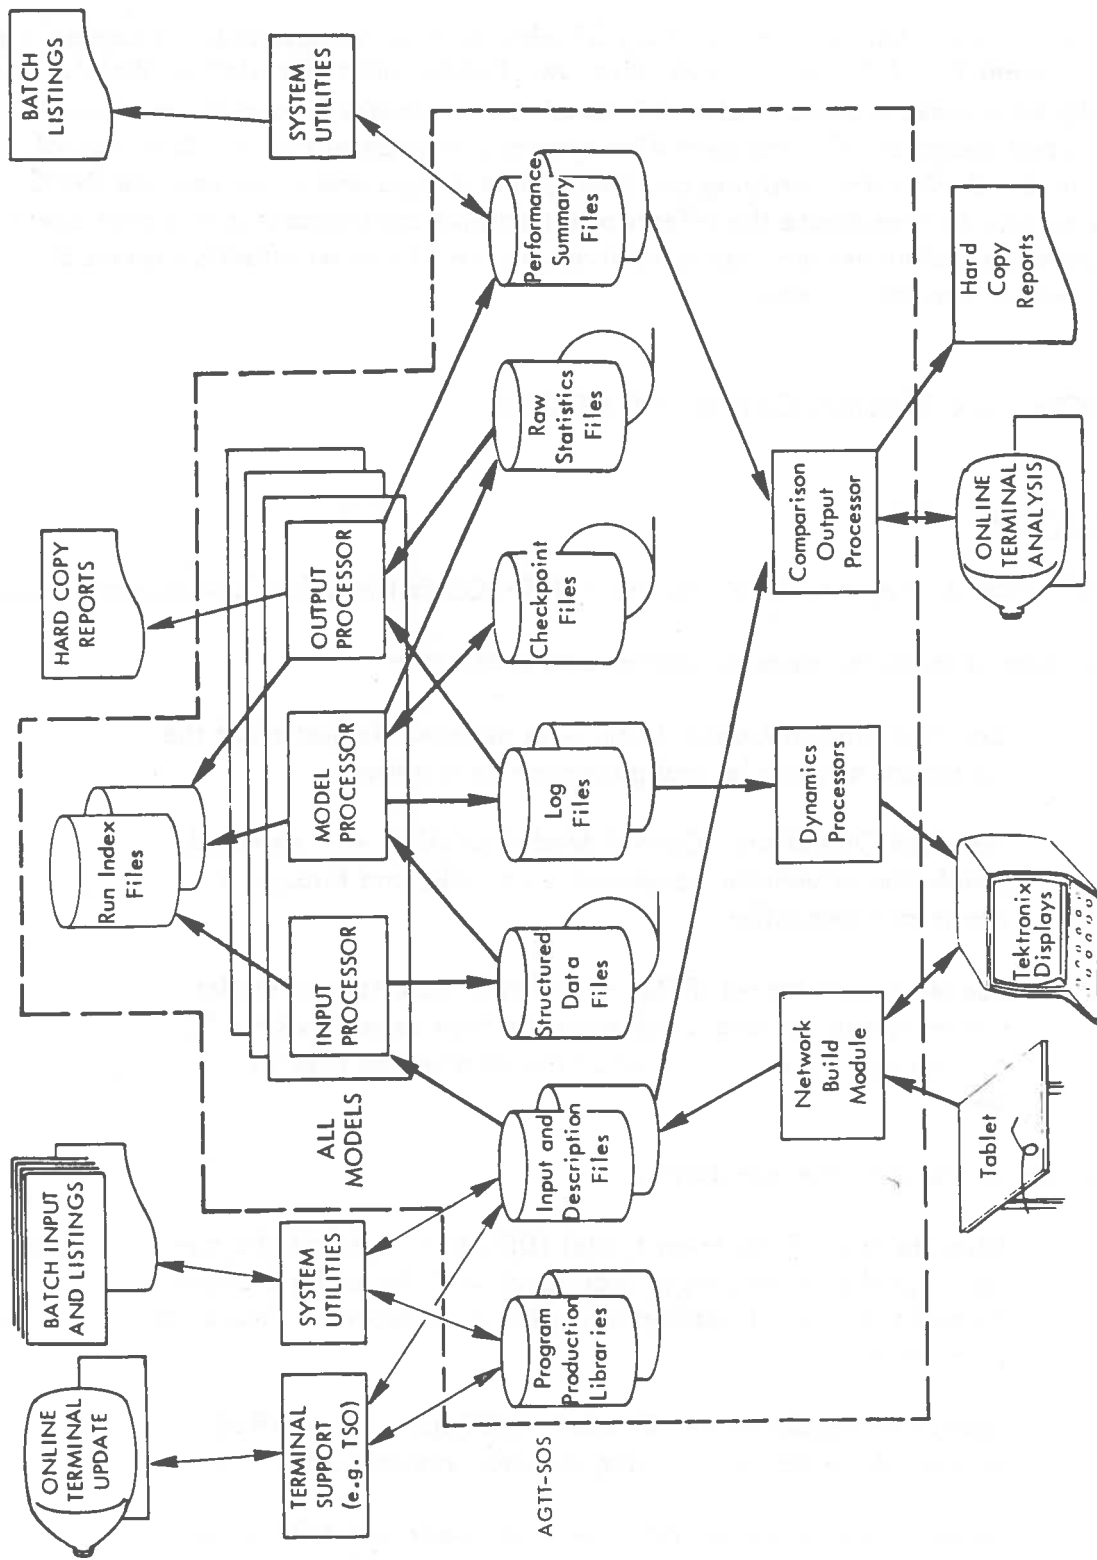 ONLINE
TERMINAL
UPDATE
BATCH INPUT
AND LISTINGS
HARD COPY
REPORTS
BATCH
LISTINGS
Run Index
Files
TERMINAL
SUPPORT
(e.g. TSO)
SYSTEM
UTILITIES
ALL
MODELS
INPUT
PROCESSOR
MODEL
PROCESSOR
OUTPUT
PROCESSOR
SYSTEM
UTILITIES
AGTT-SOS
Program
Production
Libraries
Input and
Description
Files
Structured
Data
Files
Log
Files
Checkpoint
Files
Raw
Statistics
Files
Performance
Summary
Files
Network
Build
Module
Dynamics
Processors
Comparison
Output
Processor
Tablet
Tektronix
Displays
ONLINE
TERMINAL
ANALYSIS
Hard
Copy
Reports